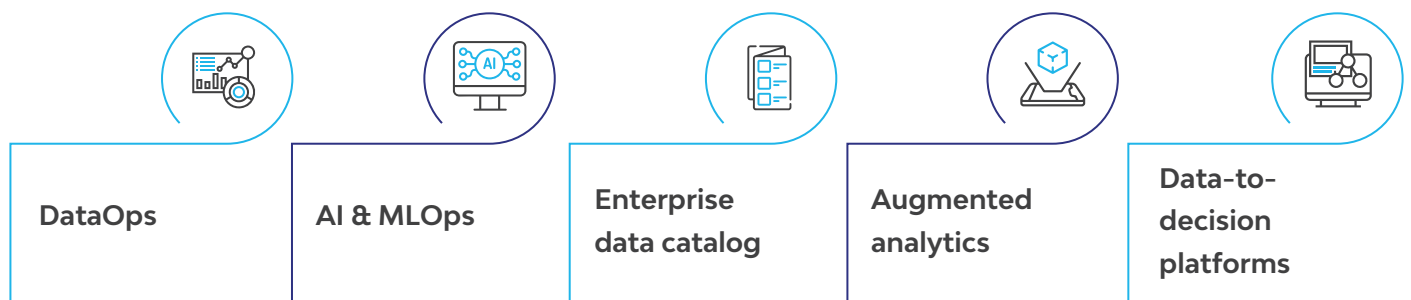 AI
DataOps
AI & MLOps
Enterprise
data catalog
Augmented
analytics
Data-to-
decision
platforms